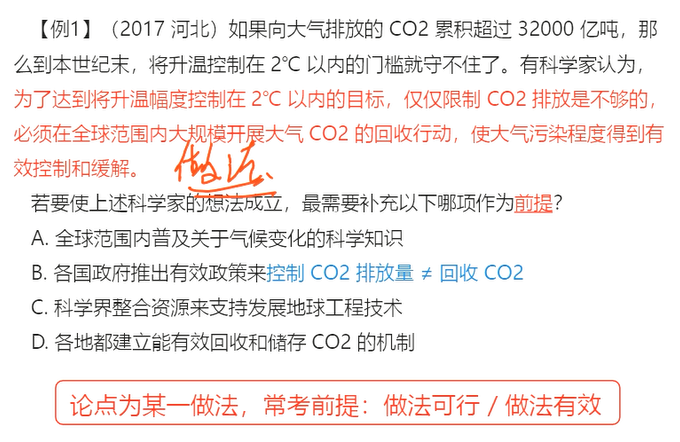 【例1】（2017 河北）如果向大气排放的 CO2 累积超过 32000 亿吨，那
么到本世纪末，将升温控制在 2℃ 以内的门槛就守不住了。有科学家认为，
为了达到将升温幅度控制在 2℃ 以内的目标，仅仅限制 CO2 排放是不够的，
必须在全球范围内大规模开展大气 CO2 的回收行动，使大气污染程度得到有
效控制和缓解。
做法
若要使上述科学家的想法成立，最需要补充以下哪项作为前提？
A. 全球范围内普及关于气候变化的科学知识
B. 各国政府推出有效政策来控制 CO2 排放量 ≠ 回收 CO2
C. 科学界整合资源来支持发展地球工程技术
D. 各地都建立能有效回收和储存 CO2 的机制
论点为某一做法，常考前提：做法可行 / 做法有效